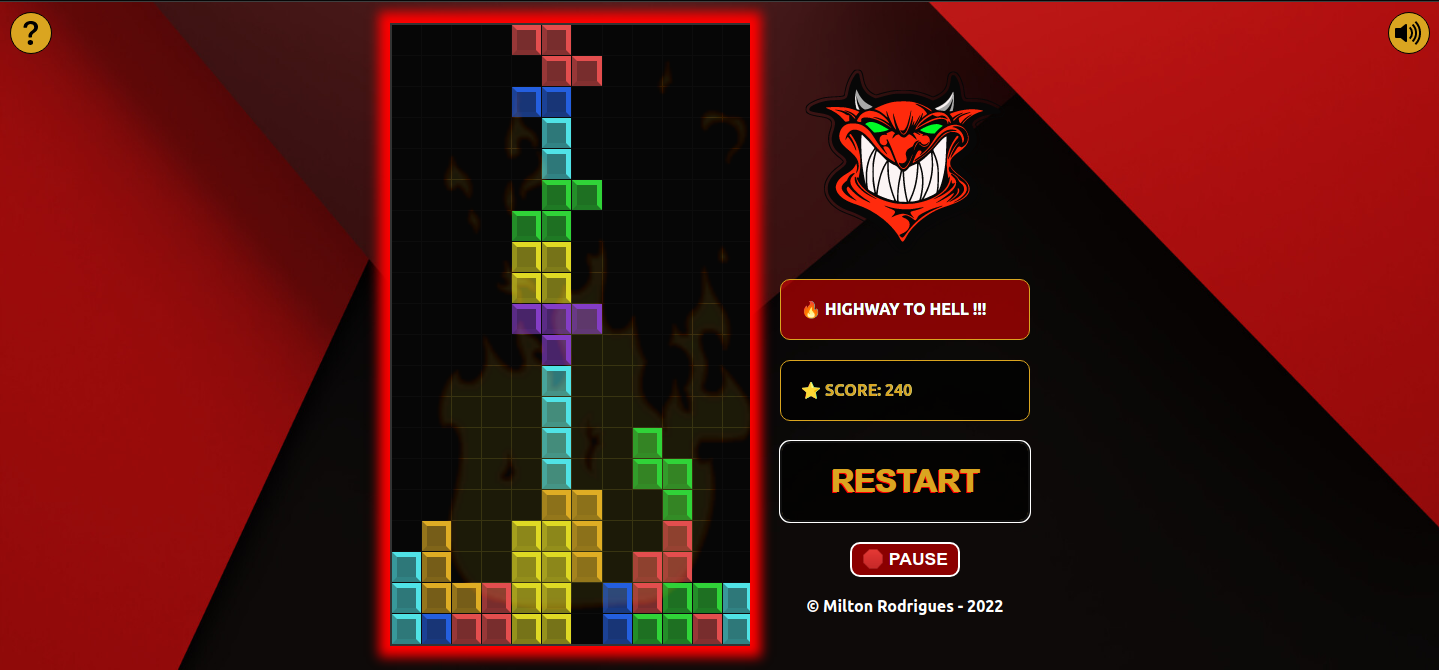 ?
🔥 HIGHWAY TO HELL !!!
⭐ SCORE: 240
RESTART
🛑 PAUSE
© Milton Rodrigues - 2022